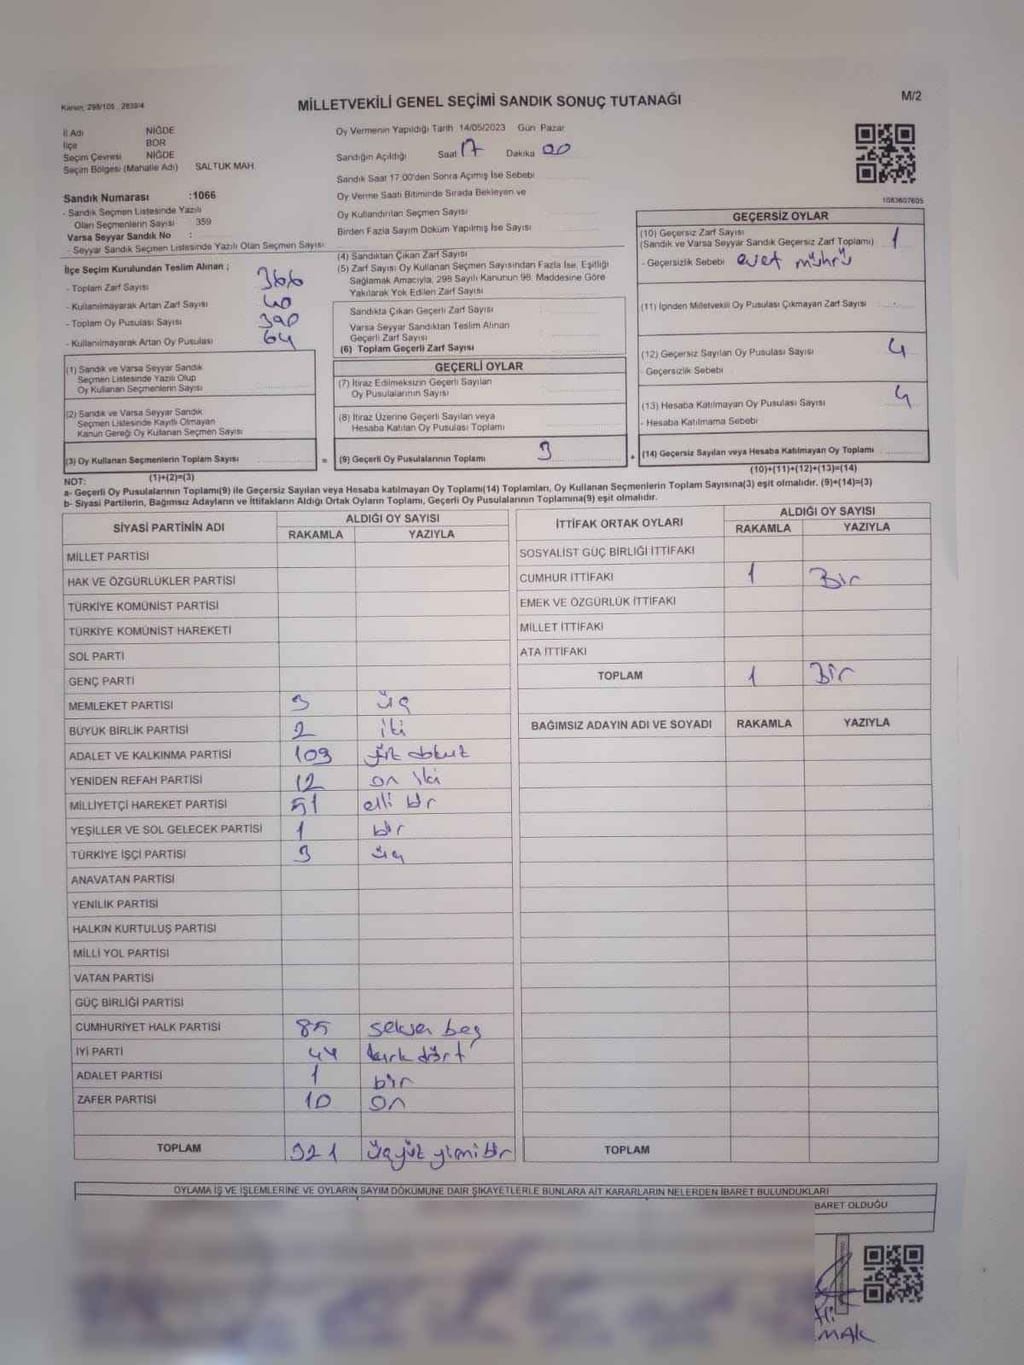 Kanun: 298/105 , 2839/4
MİLLETVEKİLİ GENEL SEÇİMİ SANDIK SONUÇ TUTANAĞI
M/2
İl Adı NİĞDE
İlçe BOR
Seçim Çevresi NİĞDE
Seçim Bölgesi (Mahalle Adı) SALTUK MAH.
Sandık Numarası :1066
- Sandık Seçmen Listesinde Yazılı
Olan Seçmenlerin Sayısı 359
Varsa Seyyar Sandık No :
- Seyyar Sandık Seçmen Listesinde Yazılı Olan Seçmen Sayısı:
İlçe Seçim Kurulundan Teslim Alınan ;
- Toplam Zarf Sayısı 366
- Kullanılmayarak Artan Zarf Sayısı 40
- Toplam Oy Pusulası Sayısı 390
- Kullanılmayarak Artan Oy Pusulası 64
(1) Sandık ve Varsa Seyyar Sandık
Seçmen Listesinde Yazılı Olup
Oy Kullanan Seçmenlerin Sayısı
(2) Sandık ve Varsa Seyyar Sandık
Seçmen Listesinde Kayıtlı Olmayan
Kanun Gereği Oy Kullanan Seçmen Sayısı
(3) Oy Kullanan Seçmenlerin Toplam Sayısı
(1)+(2)=(3)
Oy Vermenin Yapıldığı Tarih 14/05/2023 Gün Pazar
Sandığın Açıldığı Saat 17 Dakika 00
Sandık Saat 17:00'den Sonra Açımış İse Sebebi
Oy Verme Saati Bitiminde Sırada Bekleyen ve
Oy Kullandırılan Seçmen Sayısı
Birden Fazla Sayım Döküm Yapılmış İse Sayısı
(4) Sandıktan Çıkan Zarf Sayısı
(5) Zarf Sayısı Oy Kullanan Seçmen Sayısından Fazla İse, Eşitliği
Sağlamak Amacıyla, 298 Sayılı Kanunun 98. Maddesine Göre
Yakılarak Yok Edilen Zarf Sayısı
Sandıkta Çıkan Geçerli Zarf Sayısı
Varsa Seyyar Sandıktan Teslim Alınan
Geçerli Zarf Sayısı
(6) Toplam Geçerli Zarf Sayısı
GEÇERLİ OYLAR
(7) İtiraz Edilmeksizin Geçerli Sayılan
Oy Pusulalarının Sayısı
(8) İtiraz Üzerine Geçerli Sayılan veya
Hesaba Katılan Oy Pusulası Toplamı
= (9) Geçerli Oy Pusulalarının Toplamı 3
1083607605
GEÇERSİZ OYLAR
(10) Geçersiz Zarf Sayısı
(Sandık ve Varsa Seyyar Sandık Geçersiz Zarf Toplamı) 1
- Geçersizlik Sebebi evet mührü
(11) İçinden Milletvekili Oy Pusulası Çıkmayan Zarf Sayısı
(12) Geçersiz Sayılan Oy Pusulası Sayısı 4
- Geçersizlik Sebebi
(13) Hesaba Katılmayan Oy Pusulası Sayısı 4
- Hesaba Katılmama Sebebi
+ (14) Geçersiz Sayılan veya Hesaba Katılmayan Oy Toplamı
(10)+(11)+(12)+(13)=(14)
NOT:
a- Geçerli Oy Pusulalarının Toplamı(9) ile Geçersiz Sayılan veya Hesaba katılmayan Oy Toplamı(14) Toplamları, Oy Kullanan Seçmenlerin Toplam Sayısına(3) eşit olmalıdır. (9)+(14)=(3)
b- Siyasi Partilerin, Bağımsız Adayların ve İttifakların Aldığı Ortak Oyların Toplamı, Geçerli Oy Pusulalarının Toplamına(9) eşit olmalıdır.
SİYASİ PARTİNİN ADI ALDIĞI OY SAYISI
RAKAMLA YAZIYLA
MİLLET PARTİSİ
HAK VE ÖZGÜRLÜKLER PARTİSİ
TÜRKİYE KOMÜNİST PARTİSİ
TÜRKİYE KOMÜNİST HAREKETİ
SOL PARTİ
GENÇ PARTİ
MEMLEKET PARTİSİ 3 üç
BÜYÜK BİRLİK PARTİSİ 2 iki
ADALET VE KALKINMA PARTİSİ 109 yüz dokuz
YENİDEN REFAH PARTİSİ 12 on iki
MİLLİYETÇİ HAREKET PARTİSİ 51 elli bir
YEŞİLLER VE SOL GELECEK PARTİSİ 1 bir
TÜRKİYE İŞÇİ PARTİSİ 3 üç
ANAVATAN PARTİSİ
YENİLİK PARTİSİ
HALKIN KURTULUŞ PARTİSİ
MİLLİ YOL PARTİSİ
VATAN PARTİSİ
GÜÇ BİRLİĞİ PARTİSİ
CUMHURİYET HALK PARTİSİ 85 seksen beş
İYİ PARTİ 44 kırk dört
ADALET PARTİSİ 1 bir
ZAFER PARTİSİ 10 on
TOPLAM 321 üçyüz yirmi bir
İTTİFAK ORTAK OYLARI ALDIĞI OY SAYISI
RAKAMLA YAZIYLA
SOSYALİST GÜÇ BİRLİĞİ İTTİFAKI
CUMHUR İTTİFAKI 1 Bir
EMEK VE ÖZGÜRLÜK İTTİFAKI
MİLLET İTTİFAKI
ATA İTTİFAKI
TOPLAM 1 Bir
BAĞIMSIZ ADAYIN ADI VE SOYADI RAKAMLA YAZIYLA
TOPLAM
OYLAMA İŞ VE İŞLEMLERİNE VE OYLARIN SAYIM DÖKÜMÜNE DAİR ŞİKAYETLERLE BUNLARA AİT KARARLARIN NELERDEN İBARET BULUNDUKLARI
BARET OLDUĞU
MAK